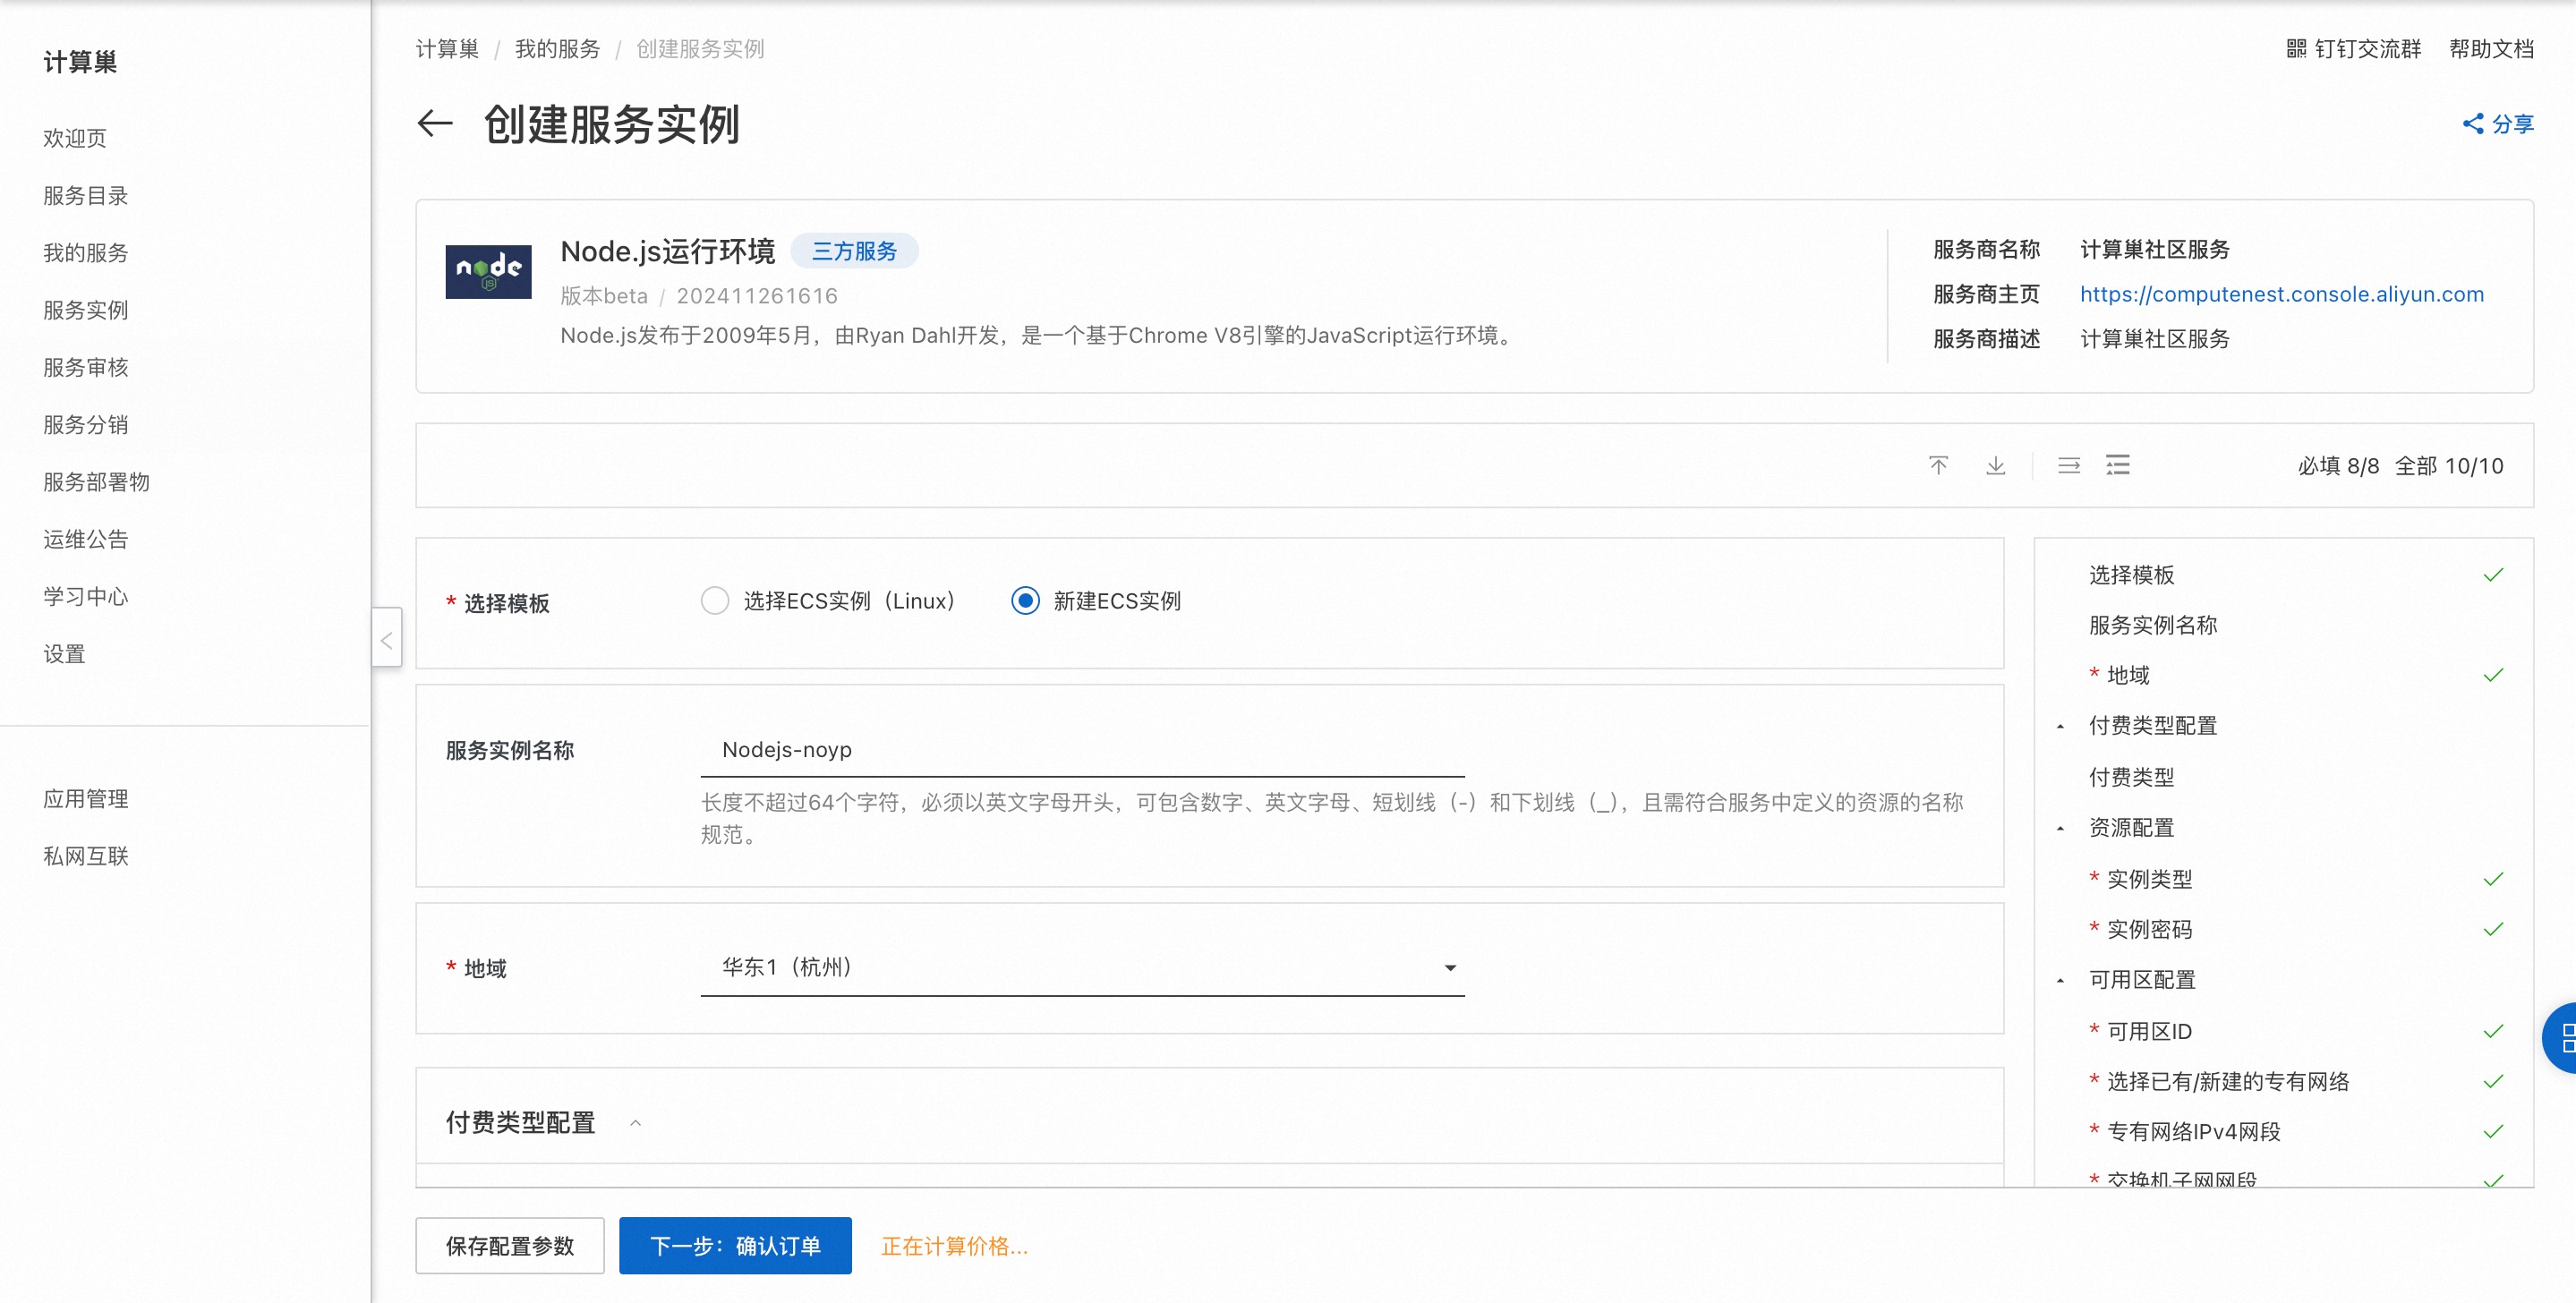 计算巢
欢迎页
服务目录
我的服务
服务实例
服务审核
服务分销
服务部署物
运维公告
学习中心
设置
应用管理
私网互联
计算巢 / 我的服务 / 创建服务实例
钉钉交流群 帮助文档
创建服务实例
分享
node
JS
Node.js运行环境 三方服务
版本beta / 202411261616
Node.js发布于2009年5月，由Ryan Dahl开发，是一个基于Chrome V8引擎的JavaScript运行环境。
服务商名称 计算巢社区服务
服务商主页 https://computenest.console.aliyun.com
服务商描述 计算巢社区服务
必填 8/8 全部 10/10
* 选择模板 选择ECS实例（Linux） 新建ECS实例
服务实例名称 Nodejs-noyp
长度不超过64个字符，必须以英文字母开头，可包含数字、英文字母、短划线（-）和下划线（_），且需符合服务中定义的资源的名称
规范。
* 地域 华东1（杭州）
付费类型配置
选择模板
服务实例名称
* 地域
付费类型配置
付费类型
资源配置
* 实例类型
* 实例密码
可用区配置
* 可用区ID
* 选择已有/新建的专有网络
* 专有网络IPv4网段
* 交换机子网网段
保存配置参数 下一步：确认订单 正在计算价格...